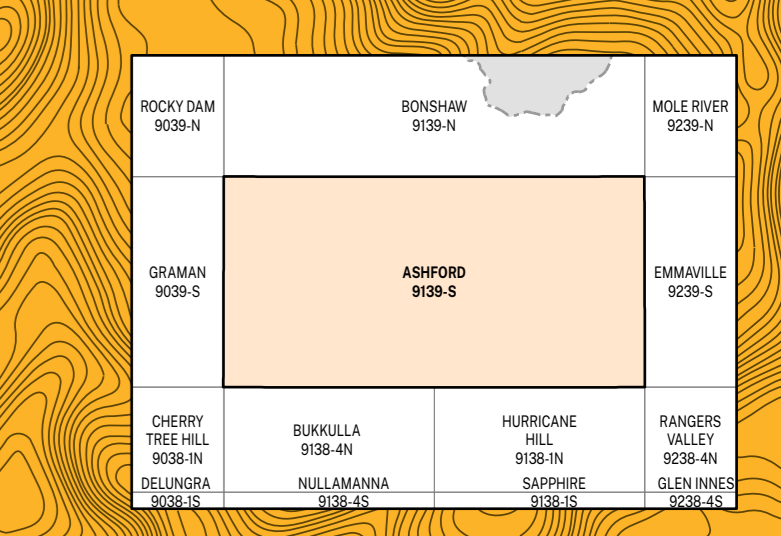 ROCKY DAM
9039-N
BONSHAW
9139-N
MOLE RIVER
9239-N
GRAMAN
9039-S
ASHFORD
9139-S
EMMAVILLE
9239-S
CHERRY
TREE HILL
9038-1N
BUKKULLA
9138-4N
HURRICANE
HILL
9138-1N
RANGERS
VALLEY
9238-4N
DELUNGRA
9038-1S
NULLAMANNA
9138-4S
SAPPHIRE
9138-1S
GLEN INNES
9238-4S